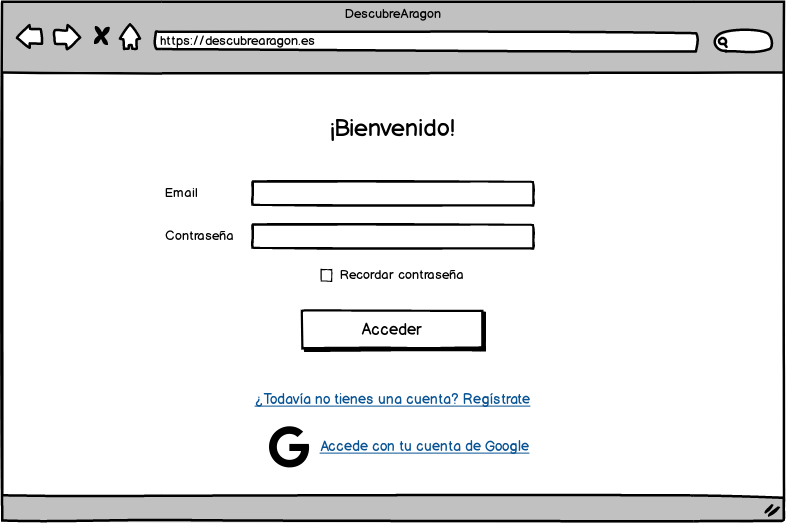 DescubreAragon
https://descubrearagon.es
¡Bienvenido!
Email
Contraseña
Recordar contraseña
Acceder
¿Todavía no tienes una cuenta? Regístrate
G Accede con tu cuenta de Google